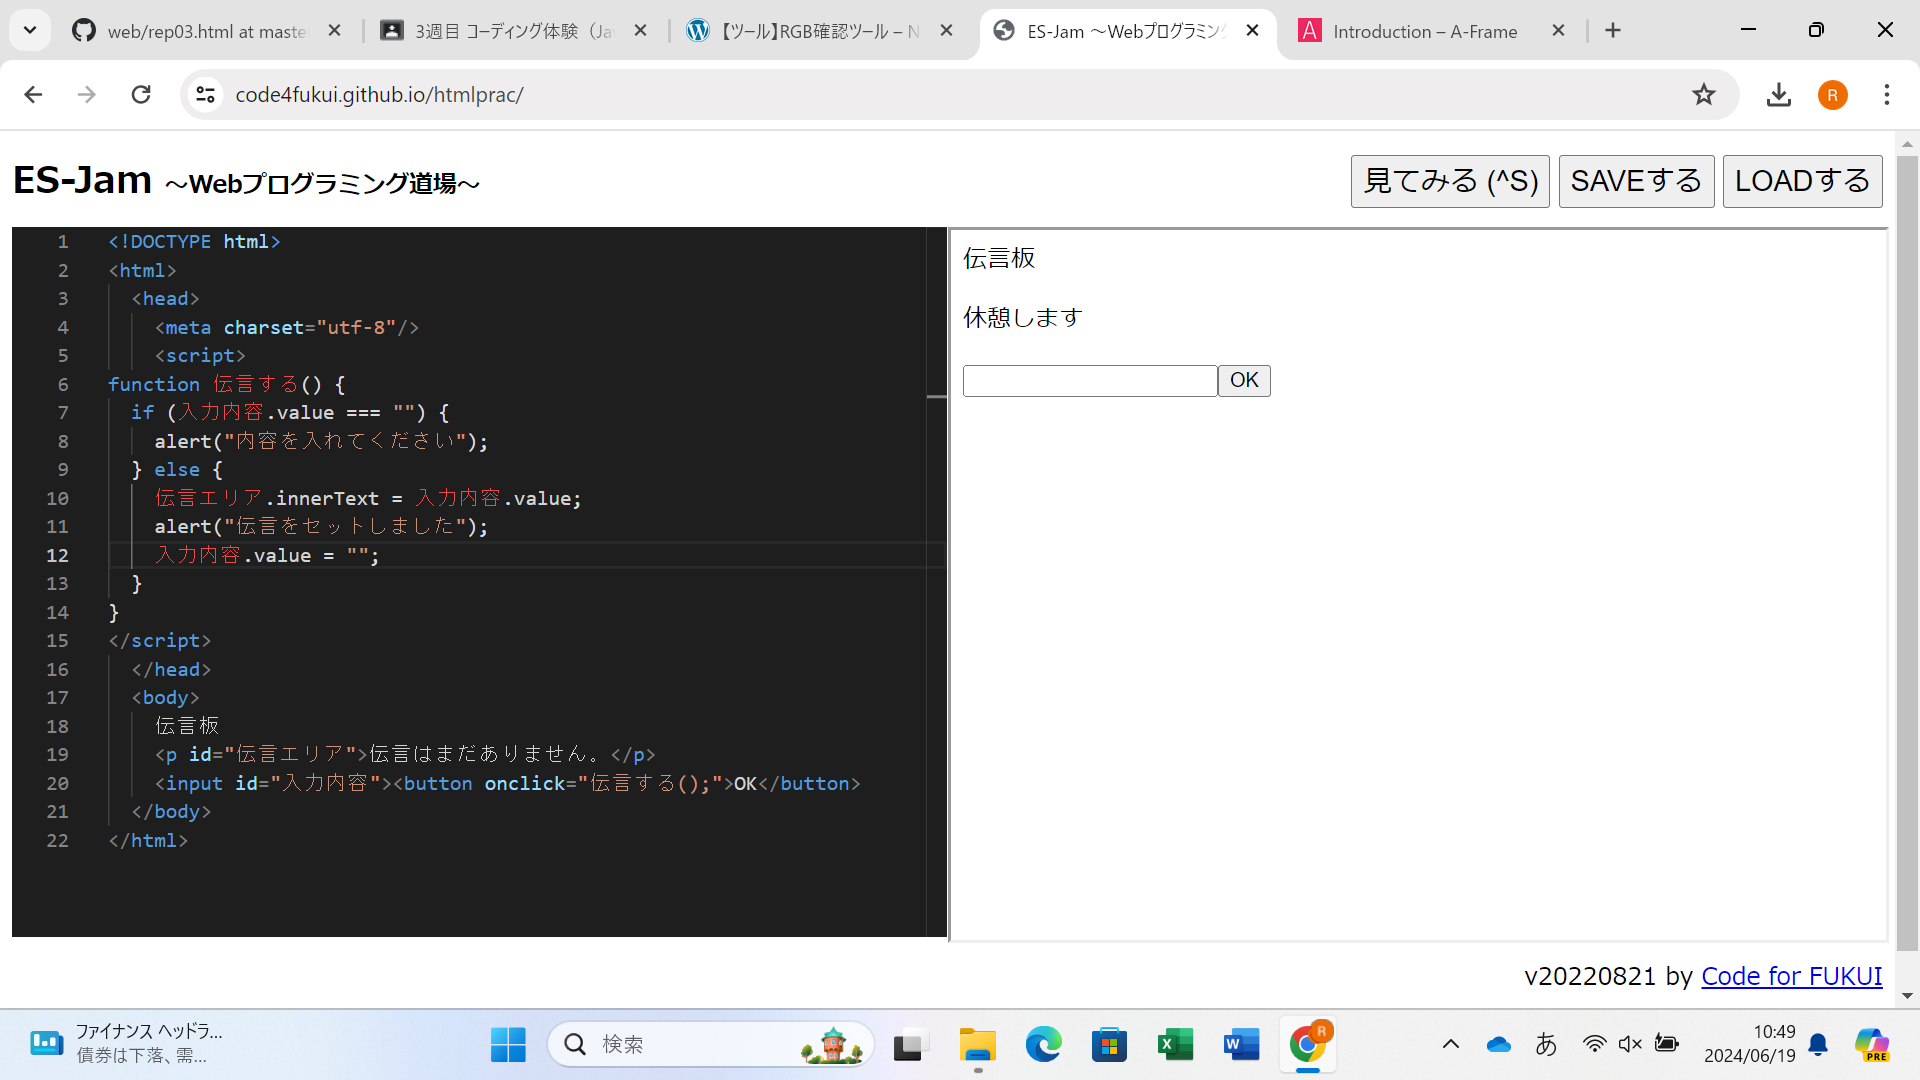 web/rep03.html at maste
3週目 コーディング体験（Ja
【ツール】RGB確認ツール – N
ES-Jam ～Webプログラミン
Introduction – A-Frame
code4fukui.github.io/htmlprac/
R
ES-Jam ～Webプログラミング道場～
見てみる (^S)
SAVEする
LOADする
1 <!DOCTYPE html>
2 <html>
3 <head>
4 <meta charset="utf-8"/>
5 <script>
6 function 伝言する() {
7 if (入力内容.value === "") {
8 alert("内容を入れてください");
9 } else {
10 伝言エリア.innerText = 入力内容.value;
11 alert("伝言をセットしました");
12 入力内容.value = "";
13 }
14 }
15 </script>
16 </head>
17 <body>
18 伝言板
19 <p id="伝言エリア">伝言はまだありません。</p>
20 <input id="入力内容"><button onclick="伝言する();">OK</button>
21 </body>
22 </html>
伝言板
休憩します
OK
v20220821 by Code for FUKUI
ファイナンス ヘッドラ...
債券は下落、需...
検索
R
あ
10:49
2024/06/19
PRE